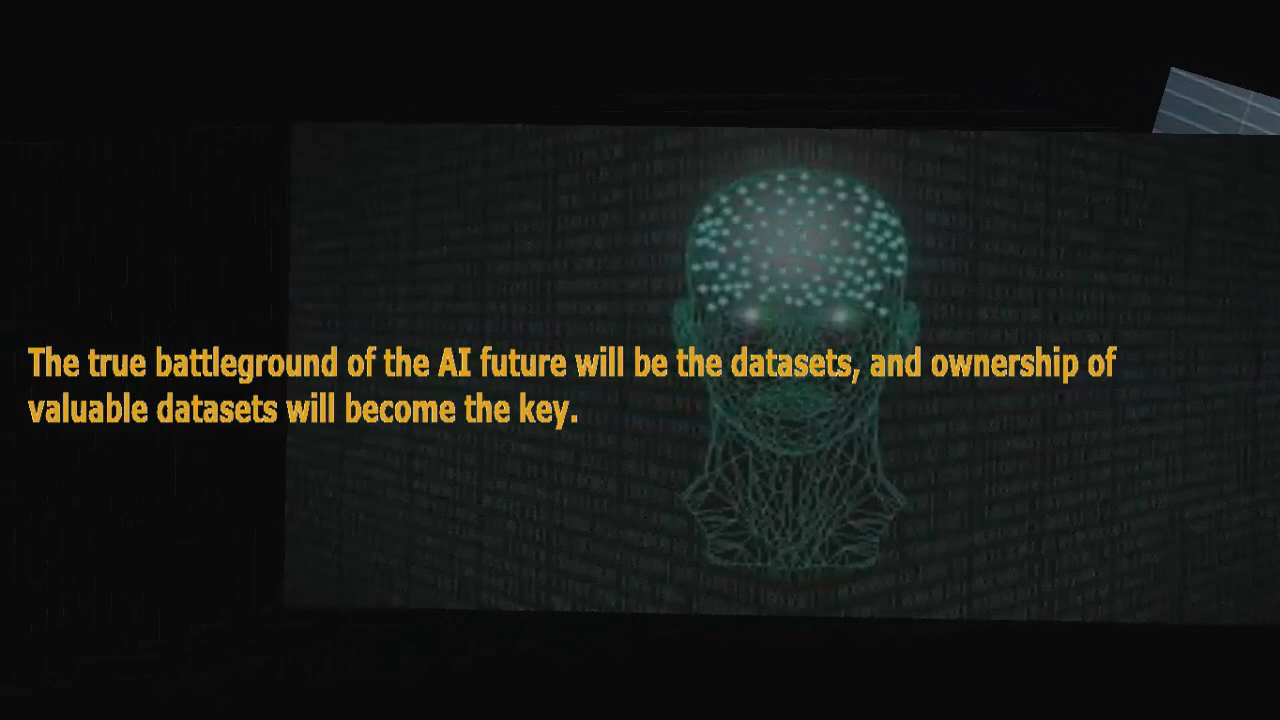 The true battleground of the AI future will be the datasets, and ownership of
valuable datasets will become the key.